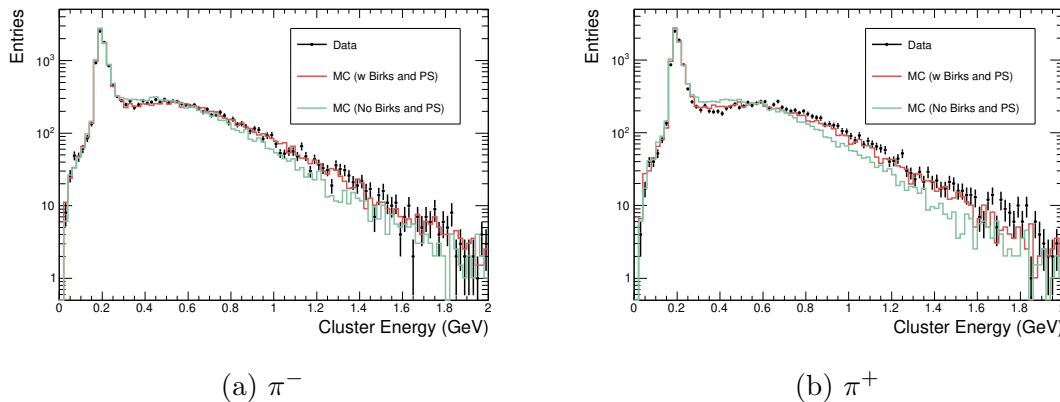 Entries
10³
10²
10
1
Data
MC (w Birks and PS)
MC (No Birks and PS)
0 0.2 0.4 0.6 0.8 1 1.2 1.4 1.6 1.8 2
Cluster Energy (GeV)
(a) π⁻
Entries
10³
10²
10
1
Data
MC (w Birks and PS)
MC (No Birks and PS)
0 0.2 0.4 0.6 0.8 1 1.2 1.4 1.6 1.8
Cluster Energy (GeV)
(b) π⁺